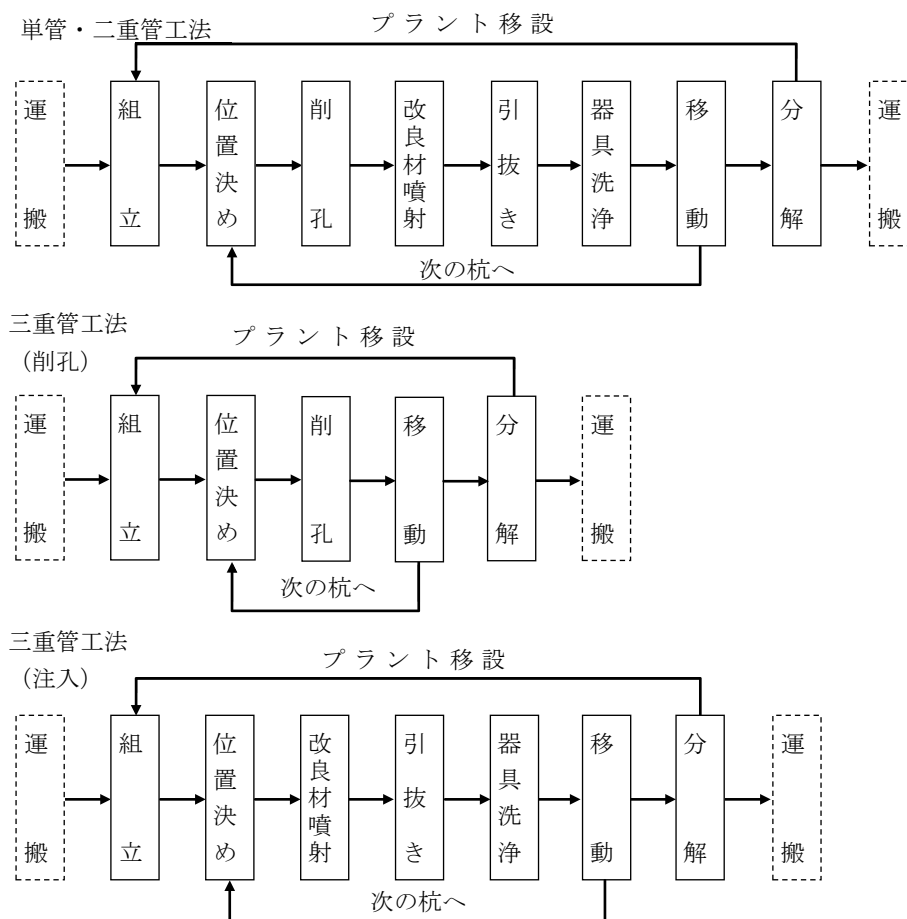 単管・二重管工法
プラント移設
運搬
組立
位置決め
削孔
改良材噴射
引抜き
器具洗浄
移動
分解
運搬
次の杭へ
三重管工法
(削孔)
プラント移設
運搬
組立
位置決め
削孔
移動
分解
運搬
次の杭へ
三重管工法
(注入)
プラント移設
運搬
組立
位置決め
改良材噴射
引抜き
器具洗浄
移動
分解
運搬
次の杭へ